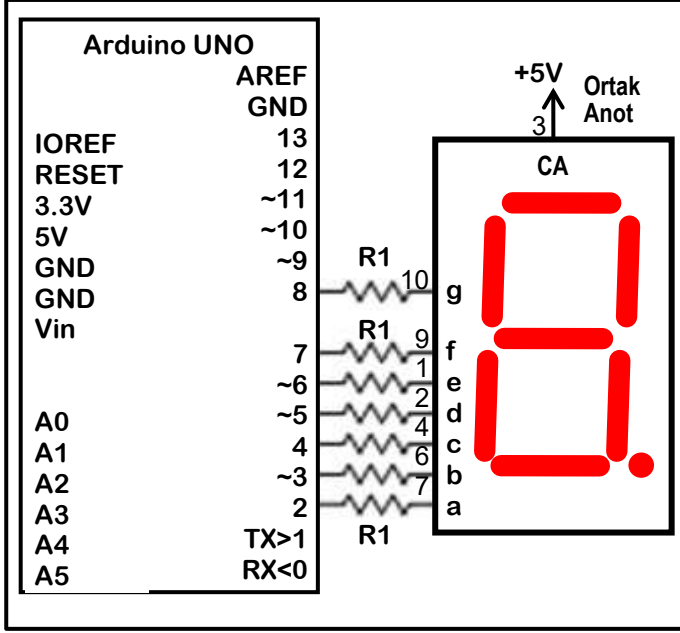 Arduino UNO
AREF
GND
13
12
~11
~10
~9
8
7
~6
~5
4
~3
2
TX>1
RX<0
IOREF
RESET
3.3V
5V
GND
GND
Vin
A0
A1
A2
A3
A4
A5
R1
R1
R1
10
9
1
2
4
6
7
+5V
Ortak
Anot
3
CA
g
f
e
d
c
b
a